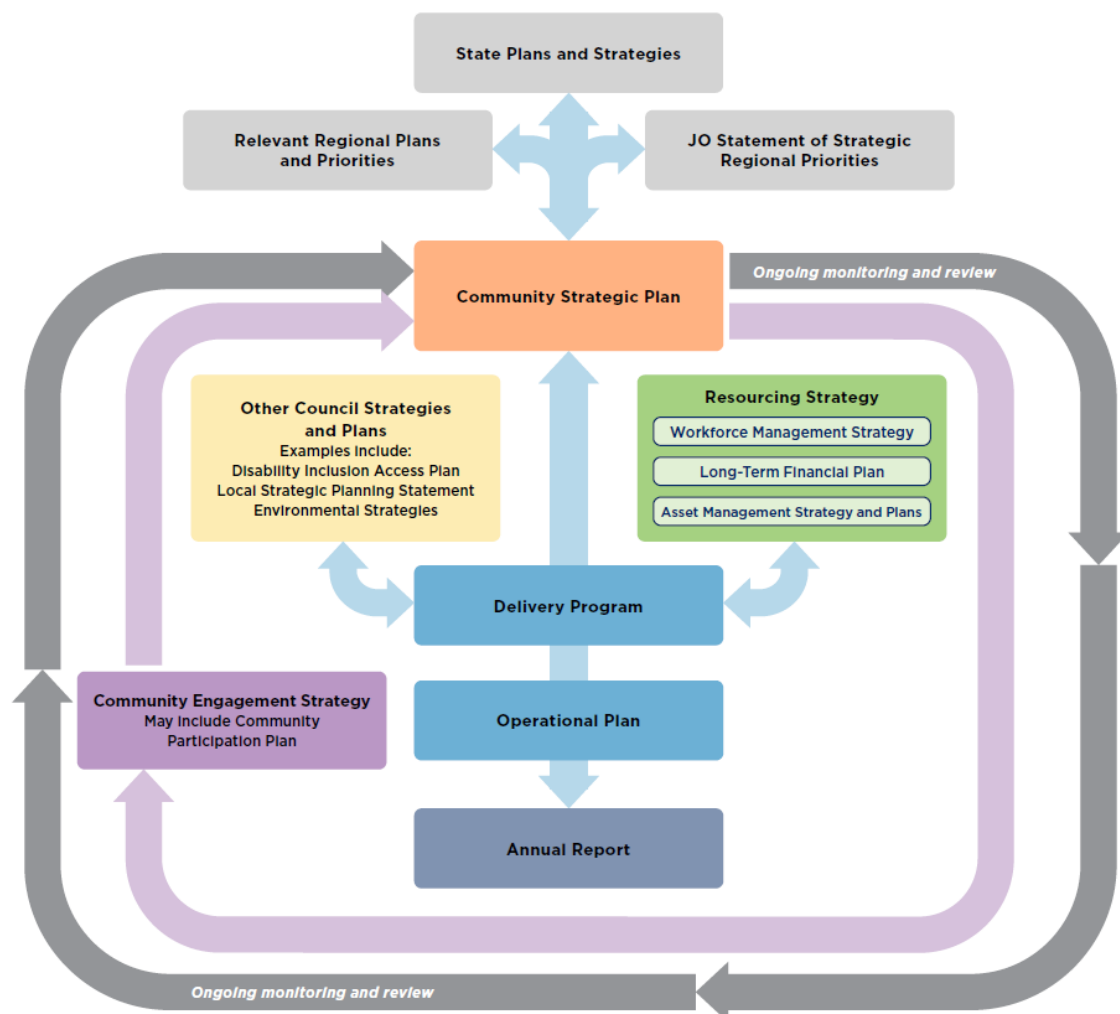 State Plans and Strategies
Relevant Regional Plans
and Priorities
JO Statement of Strategic
Regional Priorities
Ongoing monitoring and review
Community Strategic Plan
Other Council Strategies
and Plans
Examples include:
Disability Inclusion Access Plan
Local Strategic Planning Statement
Environmental Strategies
Resourcing Strategy
Workforce Management Strategy
Long-Term Financial Plan
Asset Management Strategy and Plans
Delivery Program
Community Engagement Strategy
May include Community
Participation Plan
Operational Plan
Annual Report
Ongoing monitoring and review